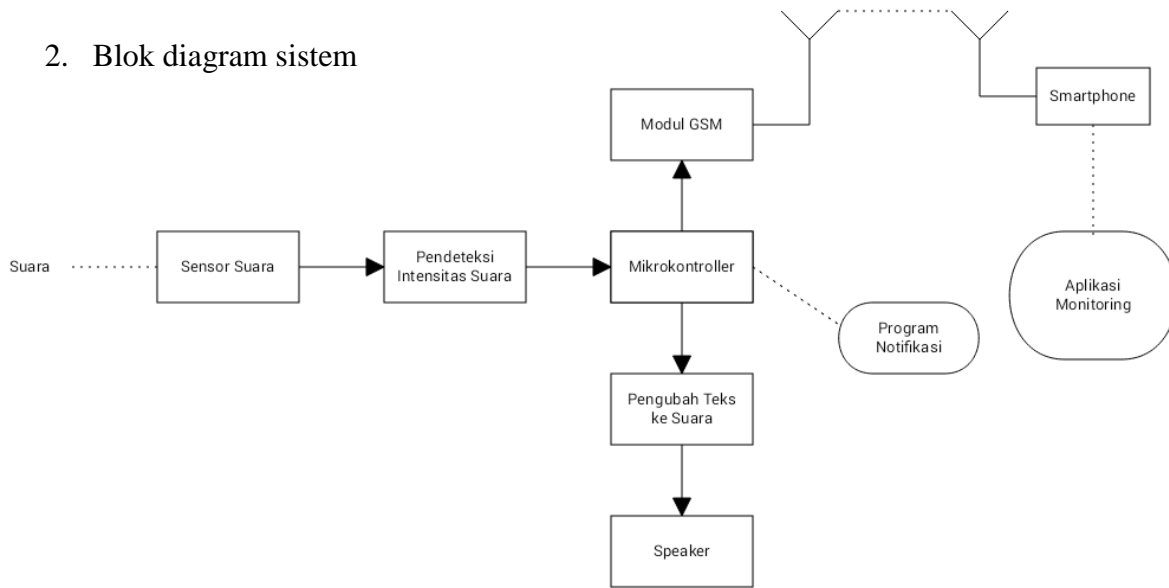 2. Blok diagram sistem
Modul GSM
Smartphone
Suara
Sensor Suara
Pendeteksi
Intensitas Suara
Mikrokontroller
Aplikasi
Monitoring
Program
Notifikasi
Pengubah Teks
ke Suara
Speaker